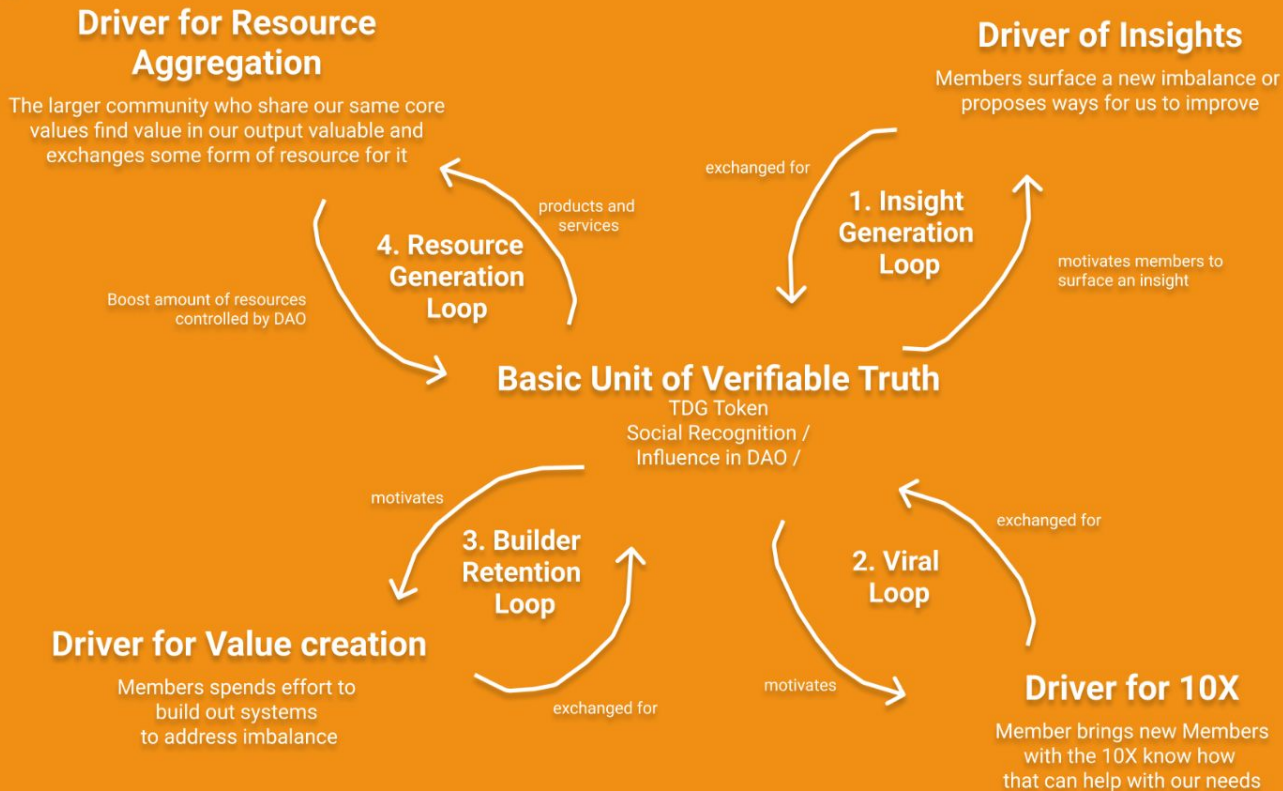 Driver for Resource
Aggregation
The larger community who share our same core
values find value in our output valuable and
exchanges some form of resource for it
Driver of Insights
Members surface a new imbalance or
proposes ways for us to improve
exchanged for
1. Insight
Generation
Loop
motivates members to
surface an insight
products and
services
4. Resource
Generation
Loop
Boost amount of resources
controlled by DAO
Basic Unit of Verifiable Truth
TDG Token
Social Recognition /
Influence in DAO /
motivates
3. Builder
Retention
Loop
exchanged for
2. Viral
Loop
Driver for Value creation
Members spends effort to
build out systems
to address imbalance
exchanged for
motivates
Driver for 10X
Member brings new Members
with the 10X know how
that can help with our needs